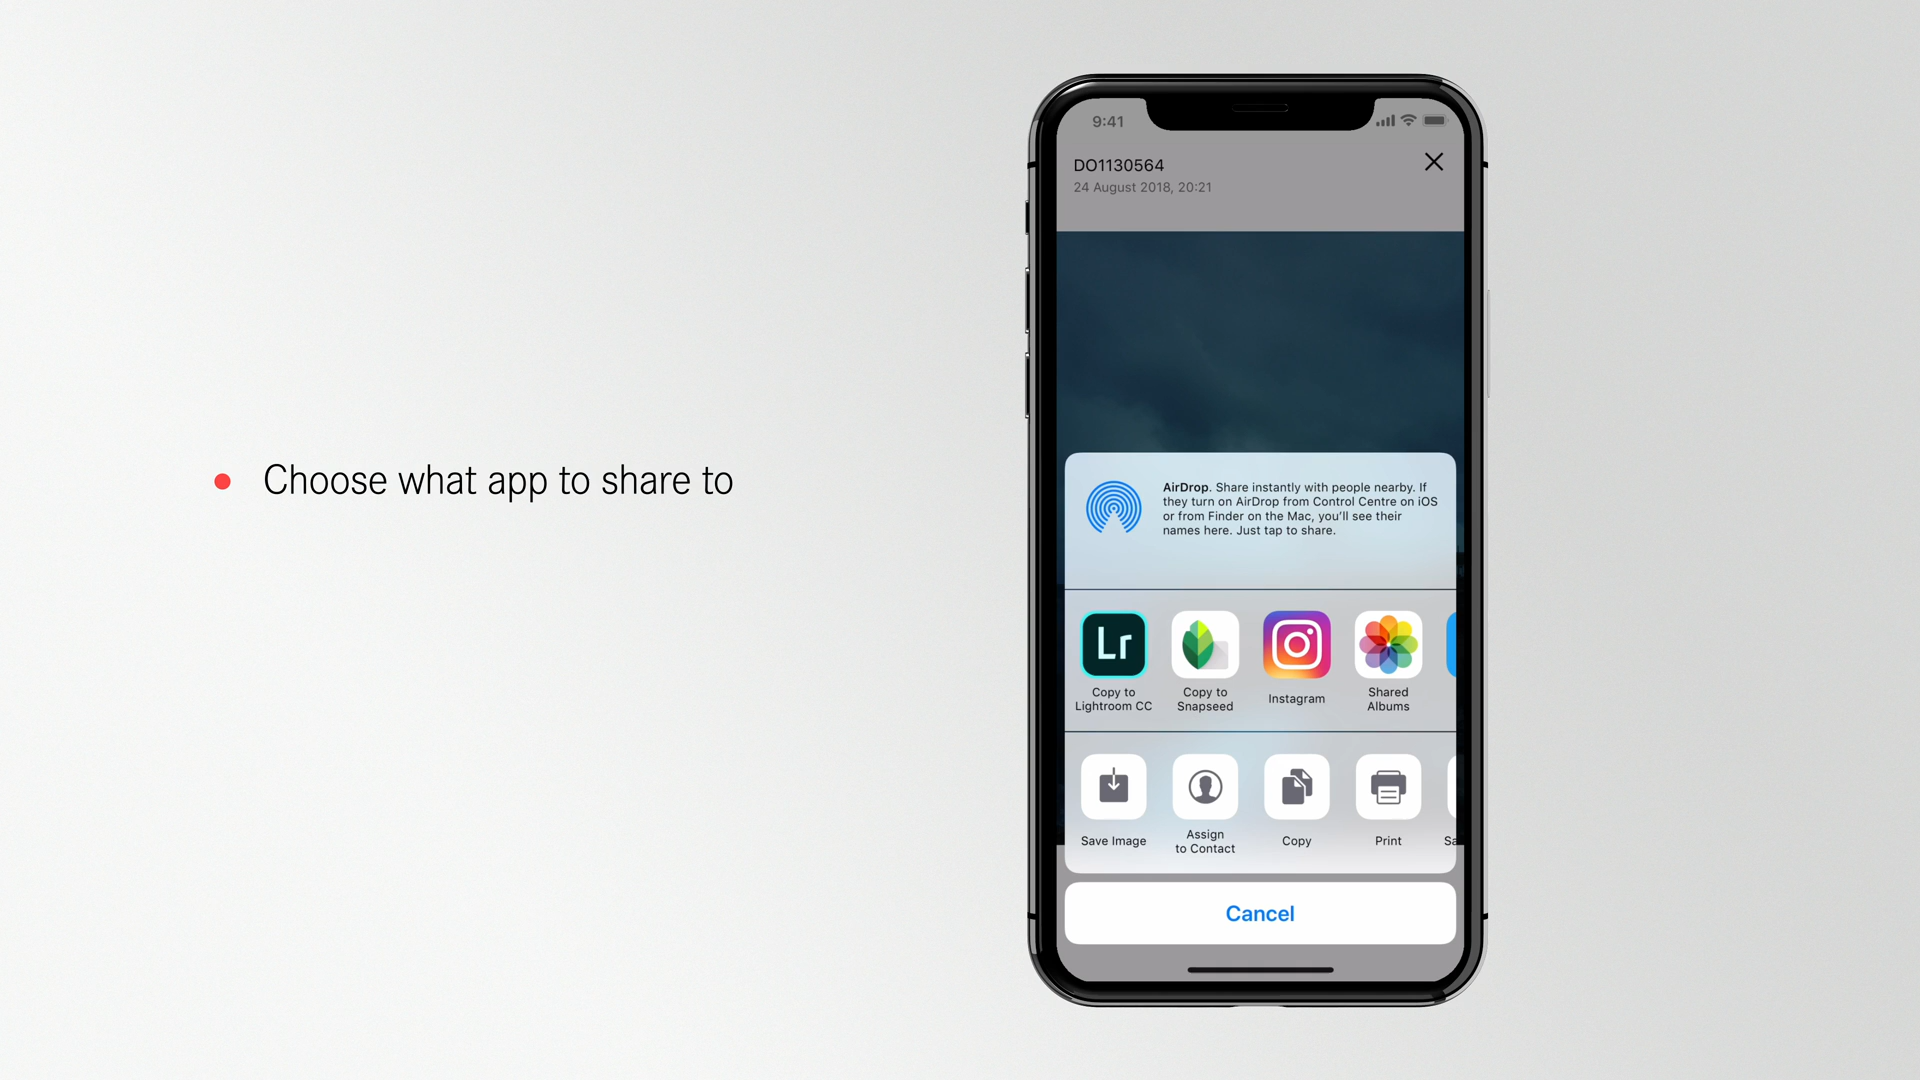 Choose what app to share to
9:41
DO1130564
24 August 2018, 20:21
AirDrop. Share instantly with people nearby. If
they turn on AirDrop from Control Centre on iOS
or from Finder on the Mac, you'll see their
names here. Just tap to share.
Lr
Copy to
Lightroom CC
Copy to
Snapseed
Instagram
Shared
Albums
Save Image
Assign
to Contact
Copy
Print
Sa
Cancel